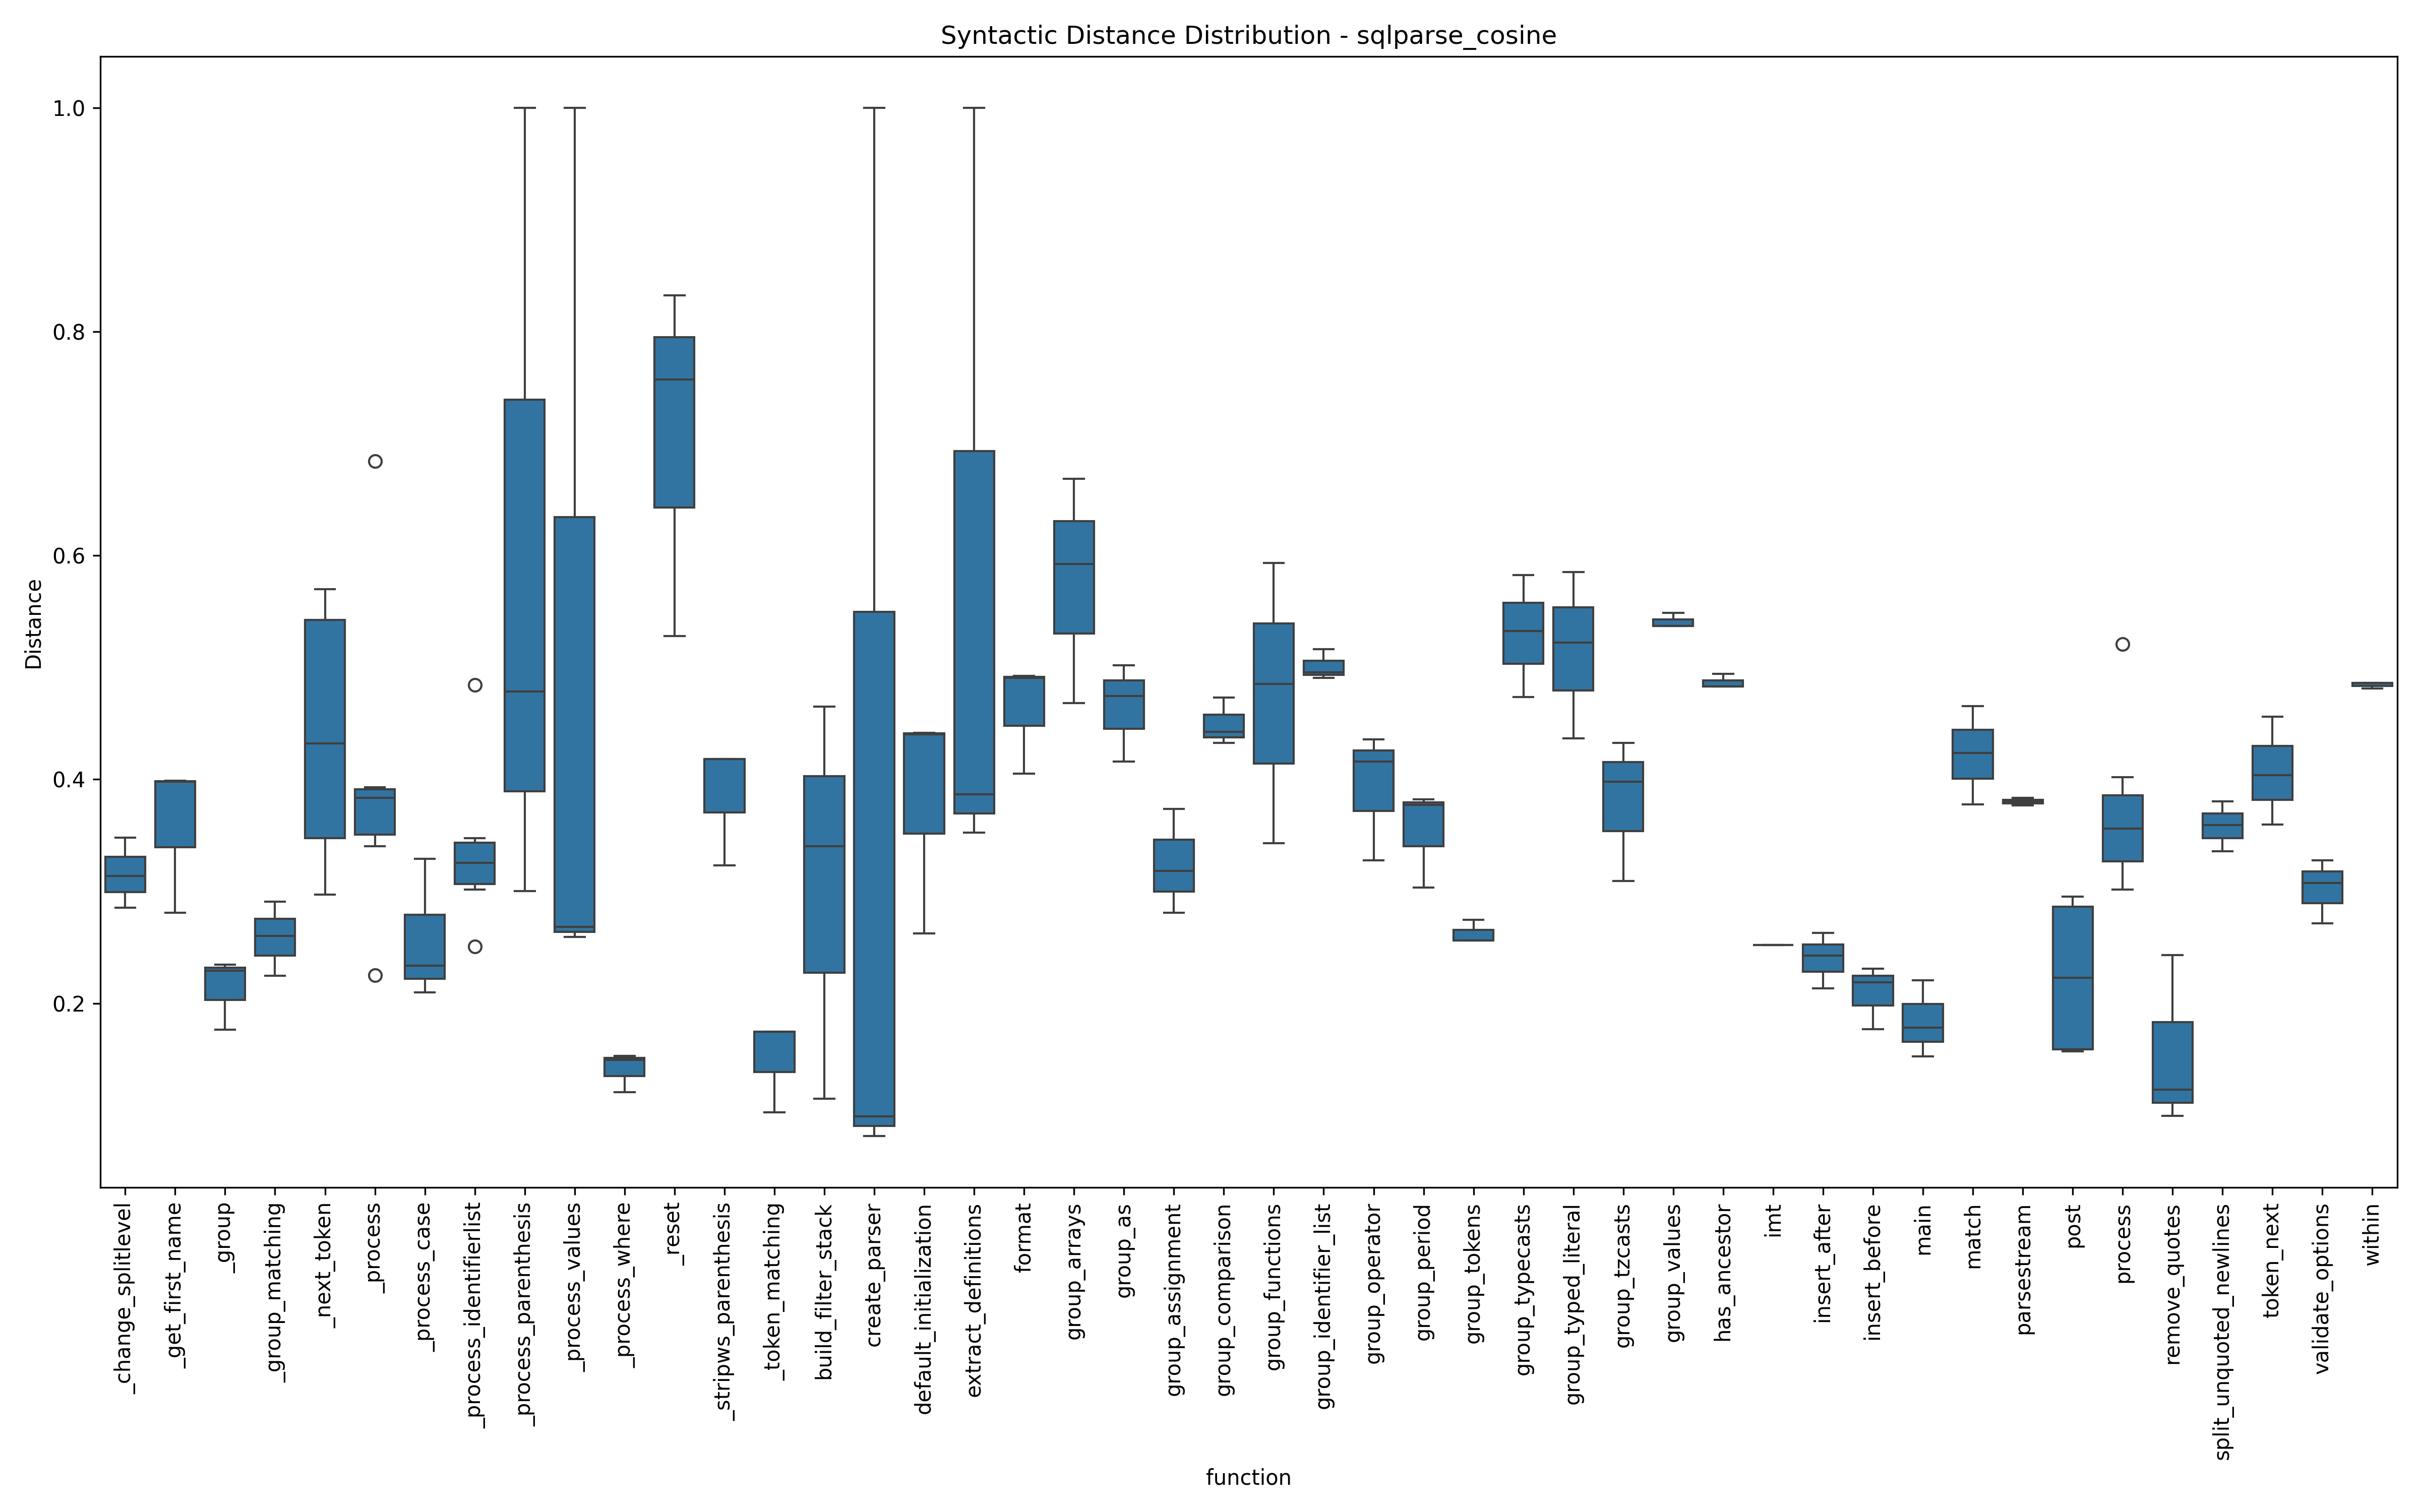 Syntactic Distance Distribution - sqlparse_cosine
1.0
0.8
0.6
0.4
0.2
Distance
_change_splitlevel
_get_first_name
_group
_group_matching
_next_token
_process
_process_case
_process_identifierlist
_process_parenthesis
_process_values
_process_where
_reset
_stripws_parenthesis
_token_matching
build_filter_stack
create_parser
default_initialization
extract_definitions
format
group_arrays
group_as
group_assignment
group_comparison
group_functions
group_identifier_list
group_operator
group_period
group_tokens
group_typecasts
group_typed_literal
group_tzcasts
group_values
has_ancestor
imt
insert_after
insert_before
main
match
parsestream
post
process
remove_quotes
split_unquoted_newlines
token_next
validate_options
within
function